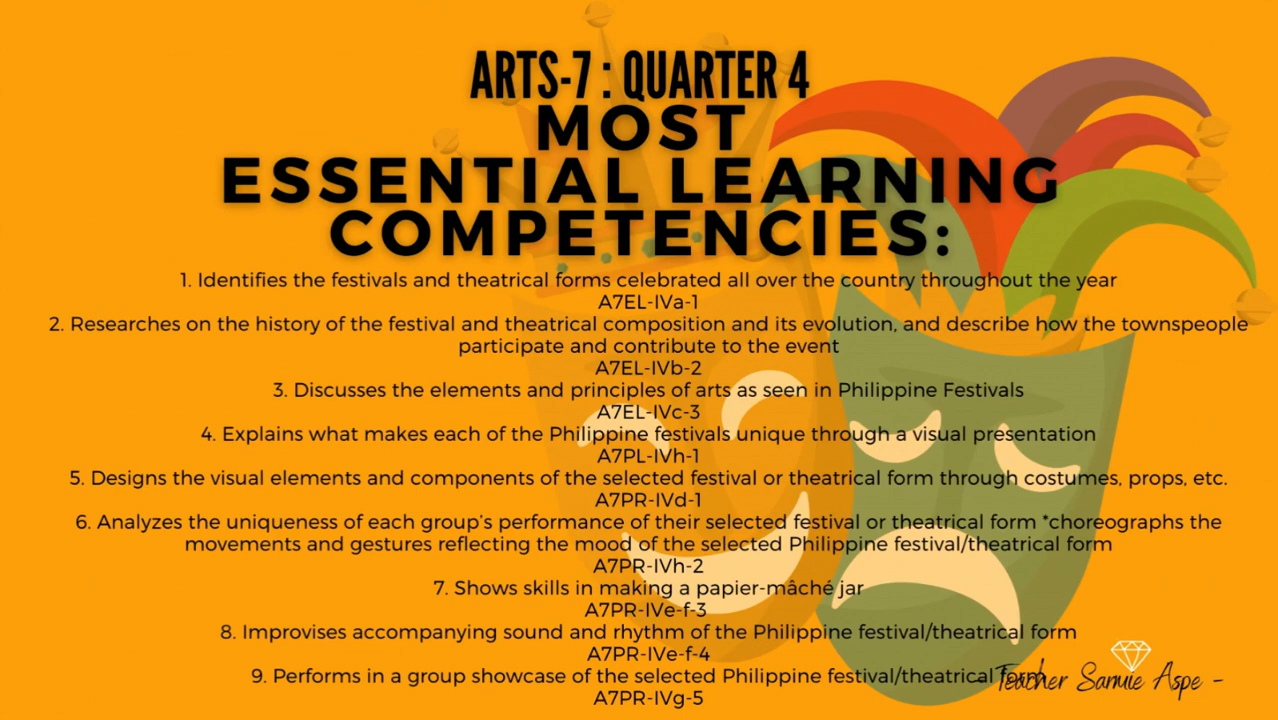 ARTS-7 : QUARTER 4
MOST
ESSENTIAL LEARNING
COMPETENCIES:
1. Identifies the festivals and theatrical forms celebrated all over the country throughout the year
A7EL-IVa-1
2. Researches on the history of the festival and theatrical composition and its evolution, and describe how the townspeople
participate and contribute to the event
A7EL-IVb-2
3. Discusses the elements and principles of arts as seen in Philippine Festivals
A7EL-IVc-3
4. Explains what makes each of the Philippine festivals unique through a visual presentation
A7PL-IVh-1
5. Designs the visual elements and components of the selected festival or theatrical form through costumes, props, etc.
A7PR-IVd-1
6. Analyzes the uniqueness of each group's performance of their selected festival or theatrical form *choreographs the
movements and gestures reflecting the mood of the selected Philippine festival/theatrical form
A7PR-IVh-2
7. Shows skills in making a papier-mâché jar
A7PR-IVe-f-3
8. Improvises accompanying sound and rhythm of the Philippine festival/theatrical form
A7PR-IVe-f-4
9. Performs in a group showcase of the selected Philippine festival/theatrical form
- Teacher Samie Aspe -
A7PR-IVg-5